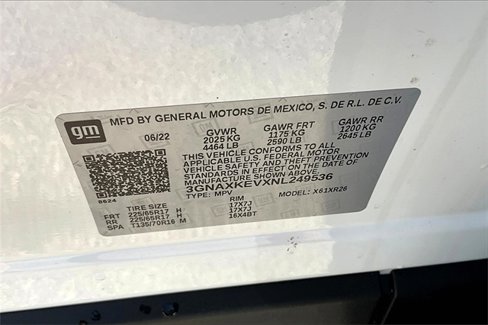 gm
MFD BY GENERAL MOTORS DE MEXICO, S. DE R.L. DE C.V.
06/22 GVWR GAWR FRT GAWR RR
2025 KG 1175 KG 1200 KG
4464 LB 2590 LB 2645 LB
THIS VEHICLE CONFORMS TO ALL
APPLICABLE U.S. FEDERAL MOTOR
VEHICLE SAFETY AND THEFT PREVENTION
STANDARDS IN EFFECT ON THE DATE OF MANUFACTURE SHOWN ABOVE.
3GNAXKEVXNL249536
TYPE: MPV MODEL: X61XR26
8624
TIRE SIZE RIM
FRT 225/65R17 H 17X7J
RR 225/65R17 H 17X7J
SPA T135/70R16 M 16X4BT